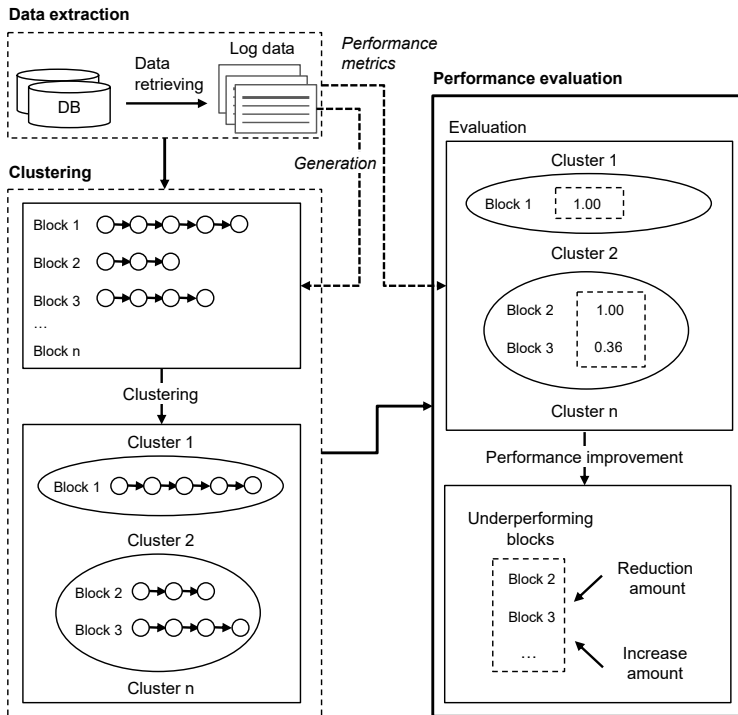 Data extraction
DB
Data
retrieving
Log data
Performance
metrics
Generation
Clustering
Block 1
Block 2
Block 3
...
Block n
Clustering
Cluster 1
Block 1
Cluster 2
Block 2
Block 3
Cluster n
Performance evaluation
Evaluation
Cluster 1
Block 1 1.00
Cluster 2
Block 2 1.00
Block 3 0.36
Cluster n
Performance improvement
Underperforming
blocks
Block 2
Block 3
...
Reduction
amount
Increase
amount